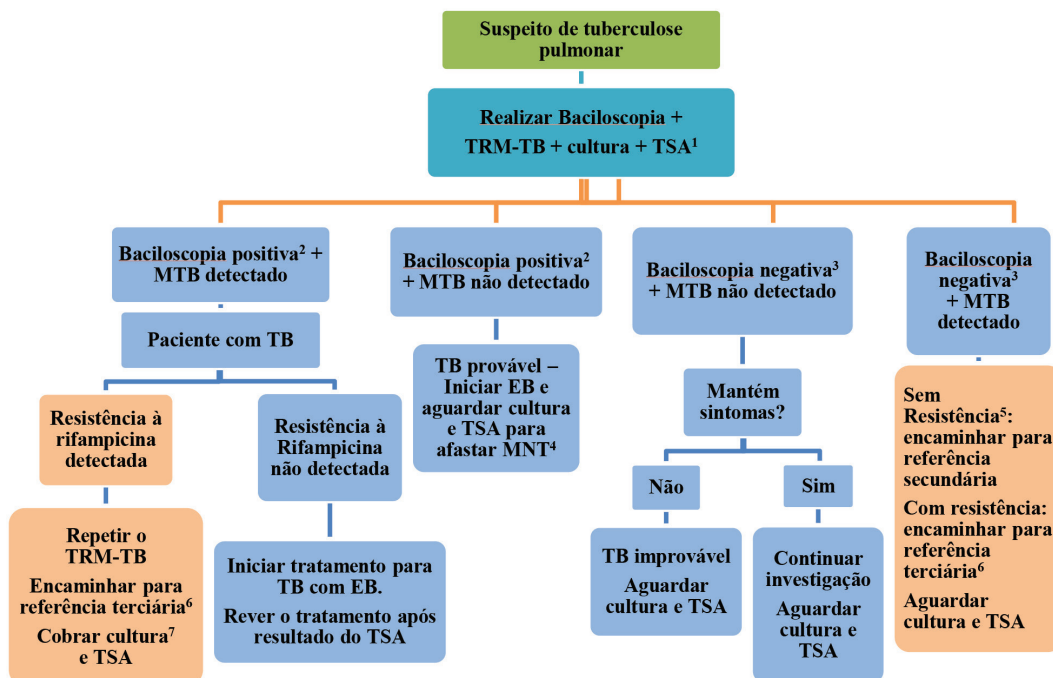 Suspeito de tuberculose
pulmonar
Realizar Baciloscopia +
TRM-TB + cultura + TSA¹
Baciloscopia positiva² +
MTB detectado
Paciente com TB
Resistência à
rifampicina
detectada
Repetir o
TRM-TB
Encaminhar para
referência terciária⁶
Cobrar cultura⁷
e TSA
Resistência à
Rifampicina
não detectada
Iniciar tratamento para
TB com EB.
Rever o tratamento após
resultado do TSA
Baciloscopia positiva²
+ MTB não detectado
TB provável –
Iniciar EB e
aguardar cultura
e TSA para
afastar MNT⁴
Baciloscopia negativa³
+ MTB não detectado
Mantém
sintomas?
Não
TB improvável
Aguardar
cultura e TSA
Sim
Continuar
investigação
Aguardar
cultura e
TSA
Baciloscopia
negativa³
+ MTB
detectado
Sem
Resistência⁵:
encaminhar para
referência
secundária
Com resistência:
encaminhar para
referência
terciária⁶
Aguardar
cultura e TSA